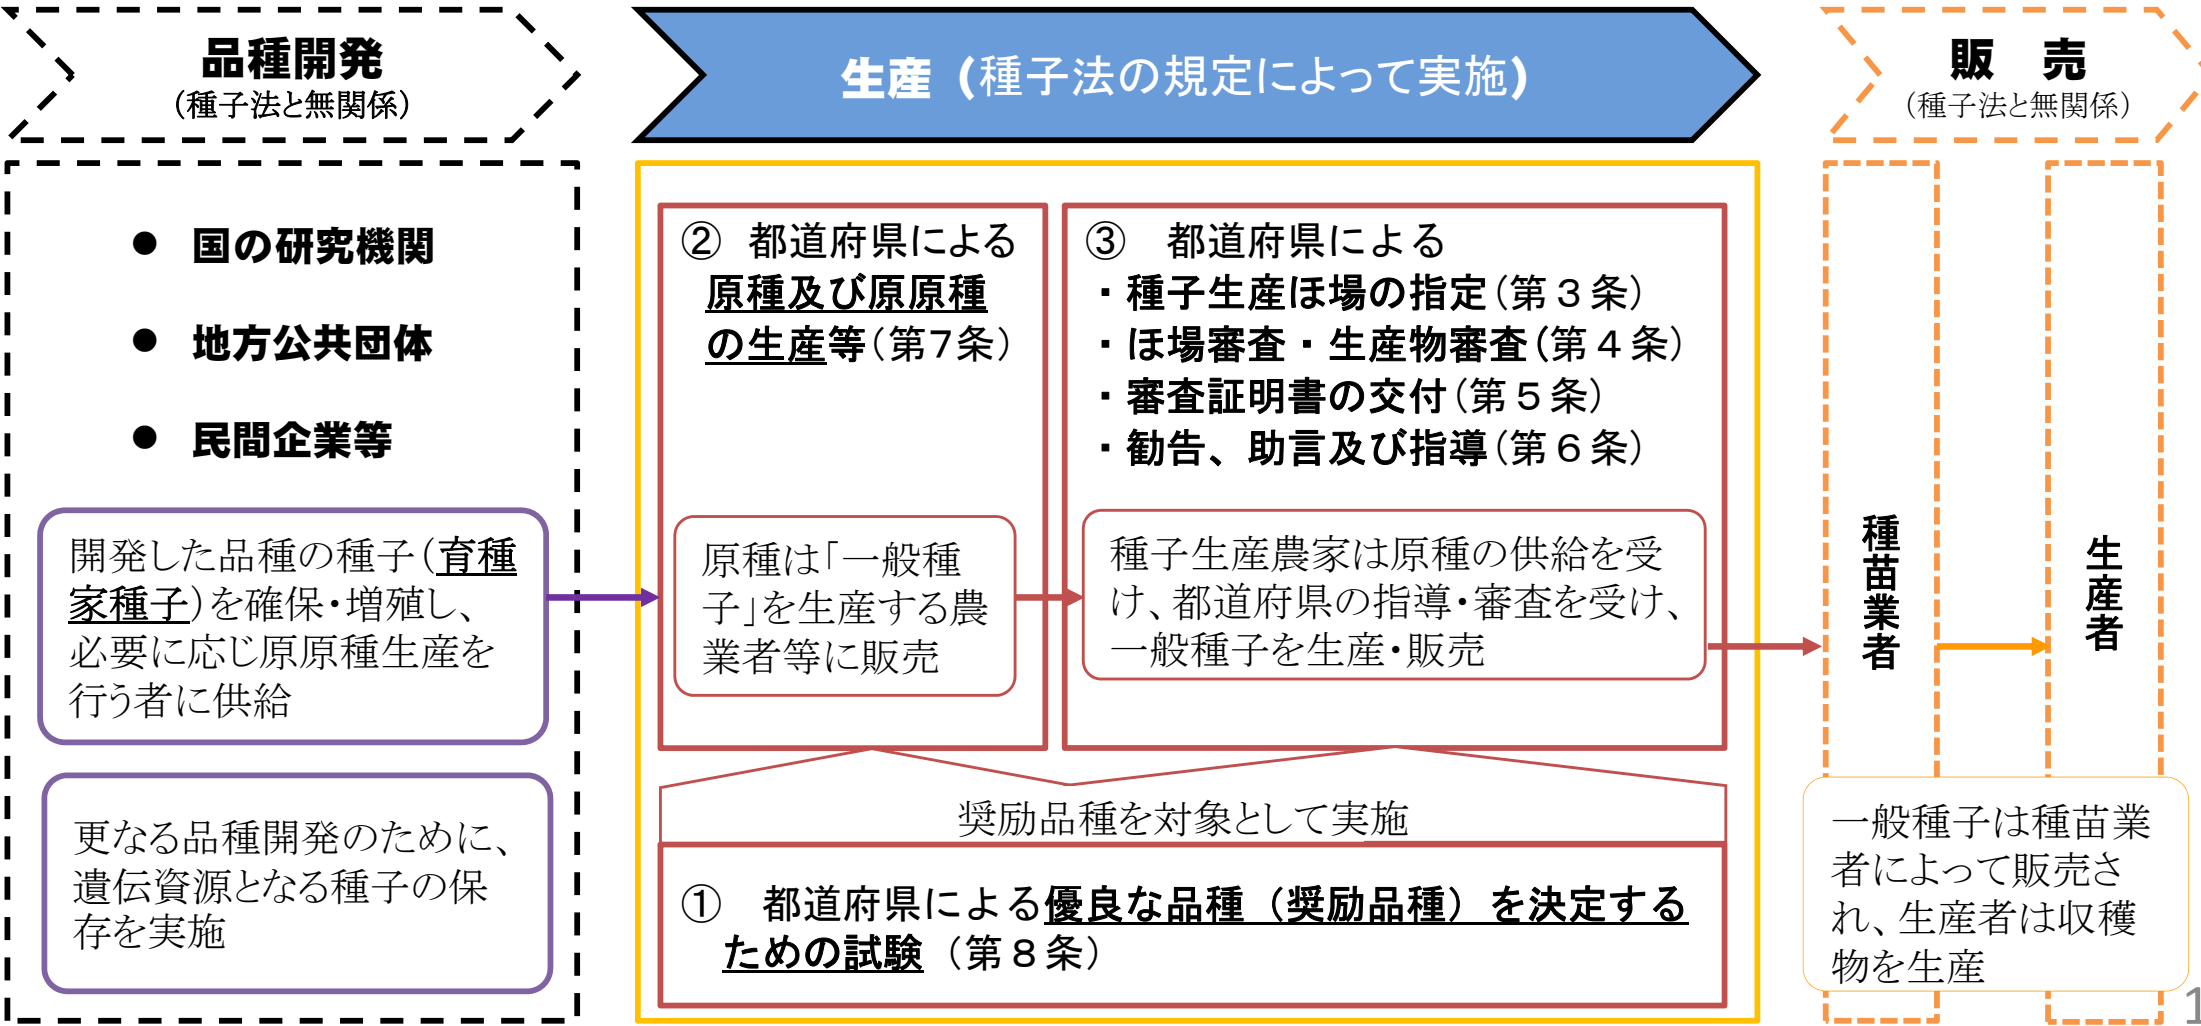 品種開発
（種子法と無関係）
生産（種子法の規定によって実施）
販　売
（種子法と無関係）
● 国の研究機関
● 地方公共団体
● 民間企業等
開発した品種の種子（育種
家種子）を確保・増殖し、
必要に応じ原原種生産を
行う者に供給
更なる品種開発のために、
遺伝資源となる種子の保
存を実施
② 都道府県による
原種及び原原種
の生産等（第7条）
原種は「一般種
子」を生産する農
業者等に販売
③　都道府県による
・種子生産ほ場の指定（第３条）
・ほ場審査・生産物審査（第４条）
・審査証明書の交付（第５条）
・勧告、助言及び指導（第６条）
種子生産農家は原種の供給を受
け、都道府県の指導・審査を受け、
一般種子を生産・販売
奨励品種を対象として実施
①　都道府県による優良な品種（奨励品種）を決定する
ための試験（第８条）
種苗業者
生産者
一般種子は種苗業
者によって販売さ
れ、生産者は収穫
物を生産
1